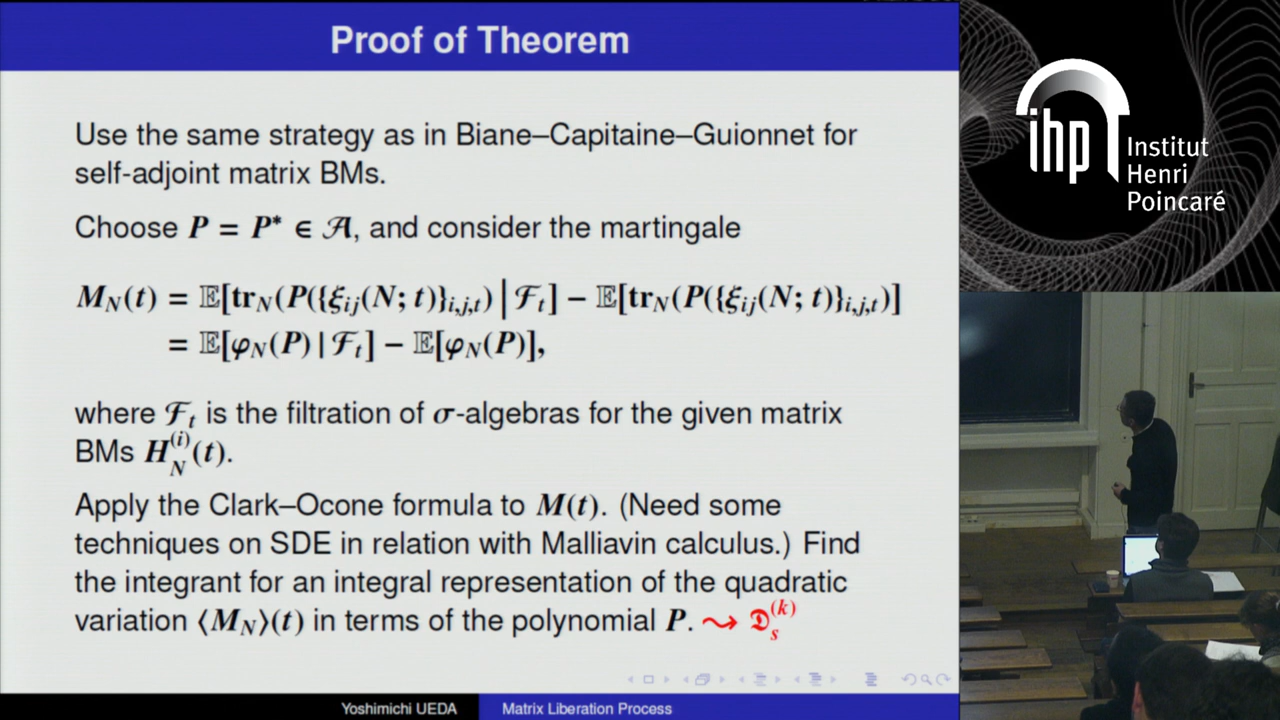 Proof of Theorem
Use the same strategy as in Biane–Capitaine–Guionnet for
self-adjoint matrix BMs.
Choose P = P* ∈ 𝒜, and consider the martingale
M_N(t) = 𝔼[tr_N(P({ξ_ij(N; t)}_{i,j,t}) | ℱ_t] − 𝔼[tr_N(P({ξ_ij(N; t)}_{i,j,t})]
= 𝔼[φ_N(P) | ℱ_t] − 𝔼[φ_N(P)],
where ℱ_t is the filtration of σ-algebras for the given matrix
BMs H_N^{(i)}(t).
Apply the Clark–Ocone formula to M(t). (Need some
techniques on SDE in relation with Malliavin calculus.) Find
the integrant for an integral representation of the quadratic
variation ⟨M_N⟩(t) in terms of the polynomial P. ⇝ 𝔇_s^{(k)}
Yoshimichi UEDA Matrix Liberation Process
ihp
Institut
Henri
Poincaré